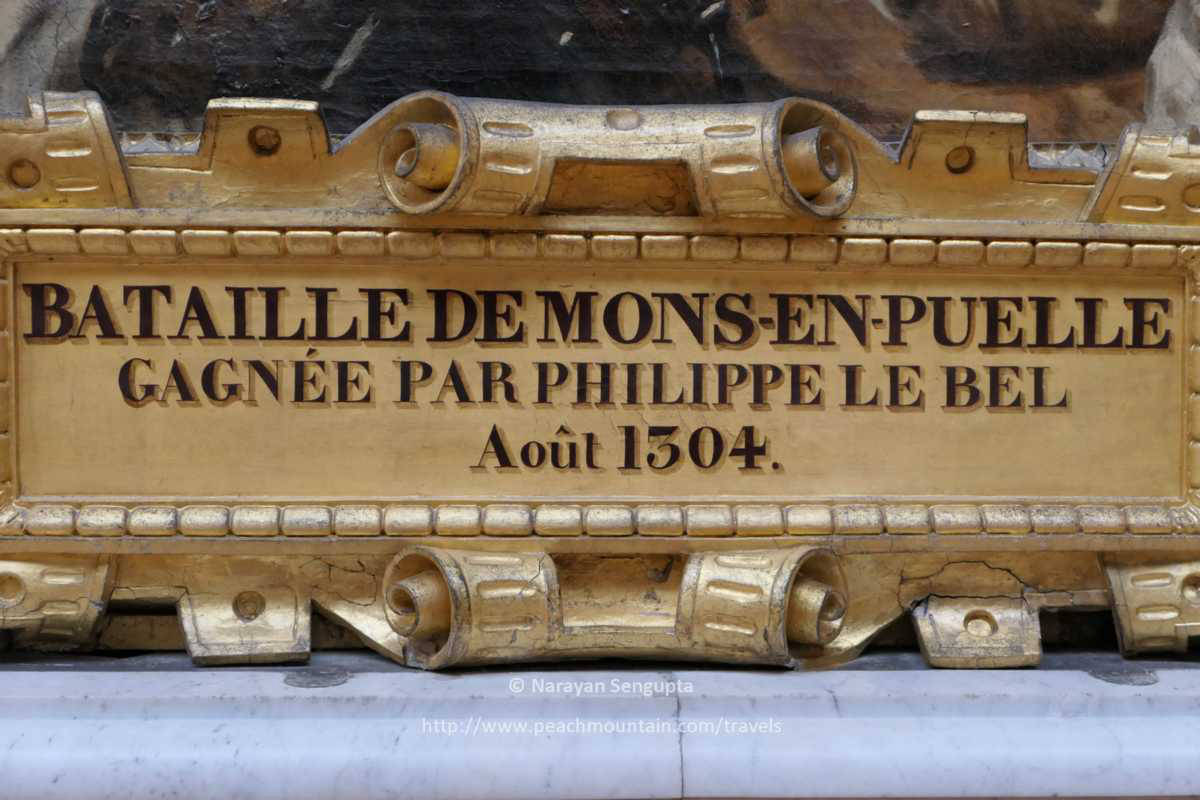 BATAILLE DE MONS-EN-PUELLE
GAGNÉE PAR PHILIPPE LE BEL
Août 1304.
© Narayan Sengupta
http://www.peachmountain.com/travels